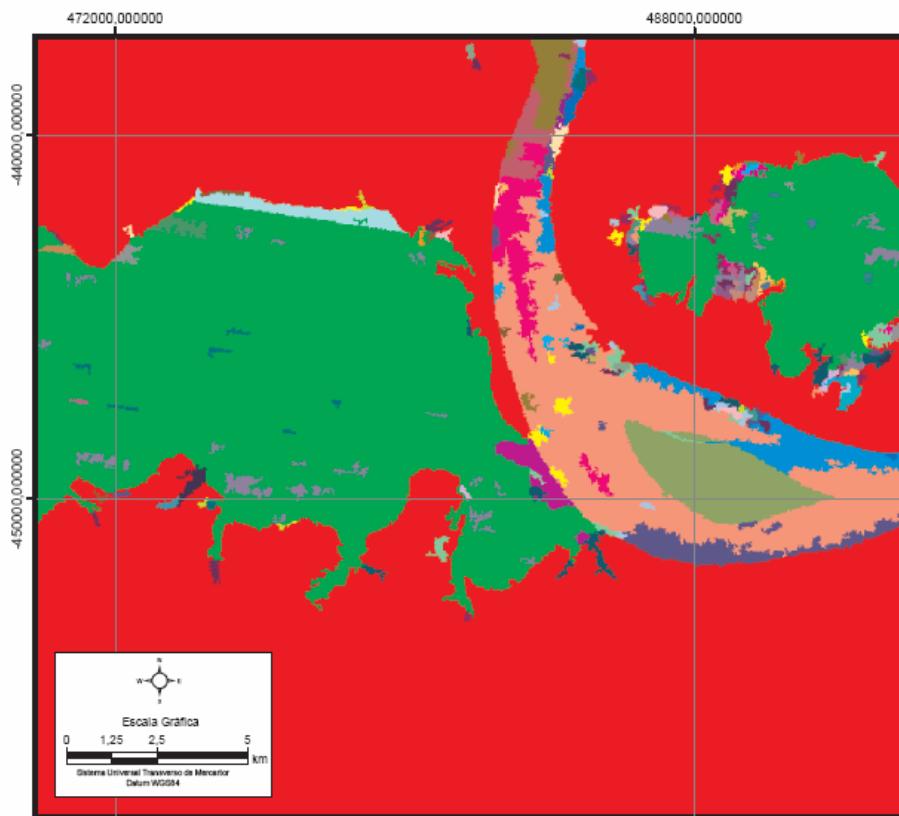 472000,000000
488000,000000
-440000,000000
450000,000000
N
W
E
S
Escala Gráfica
0 1,25 2,5 5
km
Sistema Universal Transverso de Mercartor
Datum WGS84